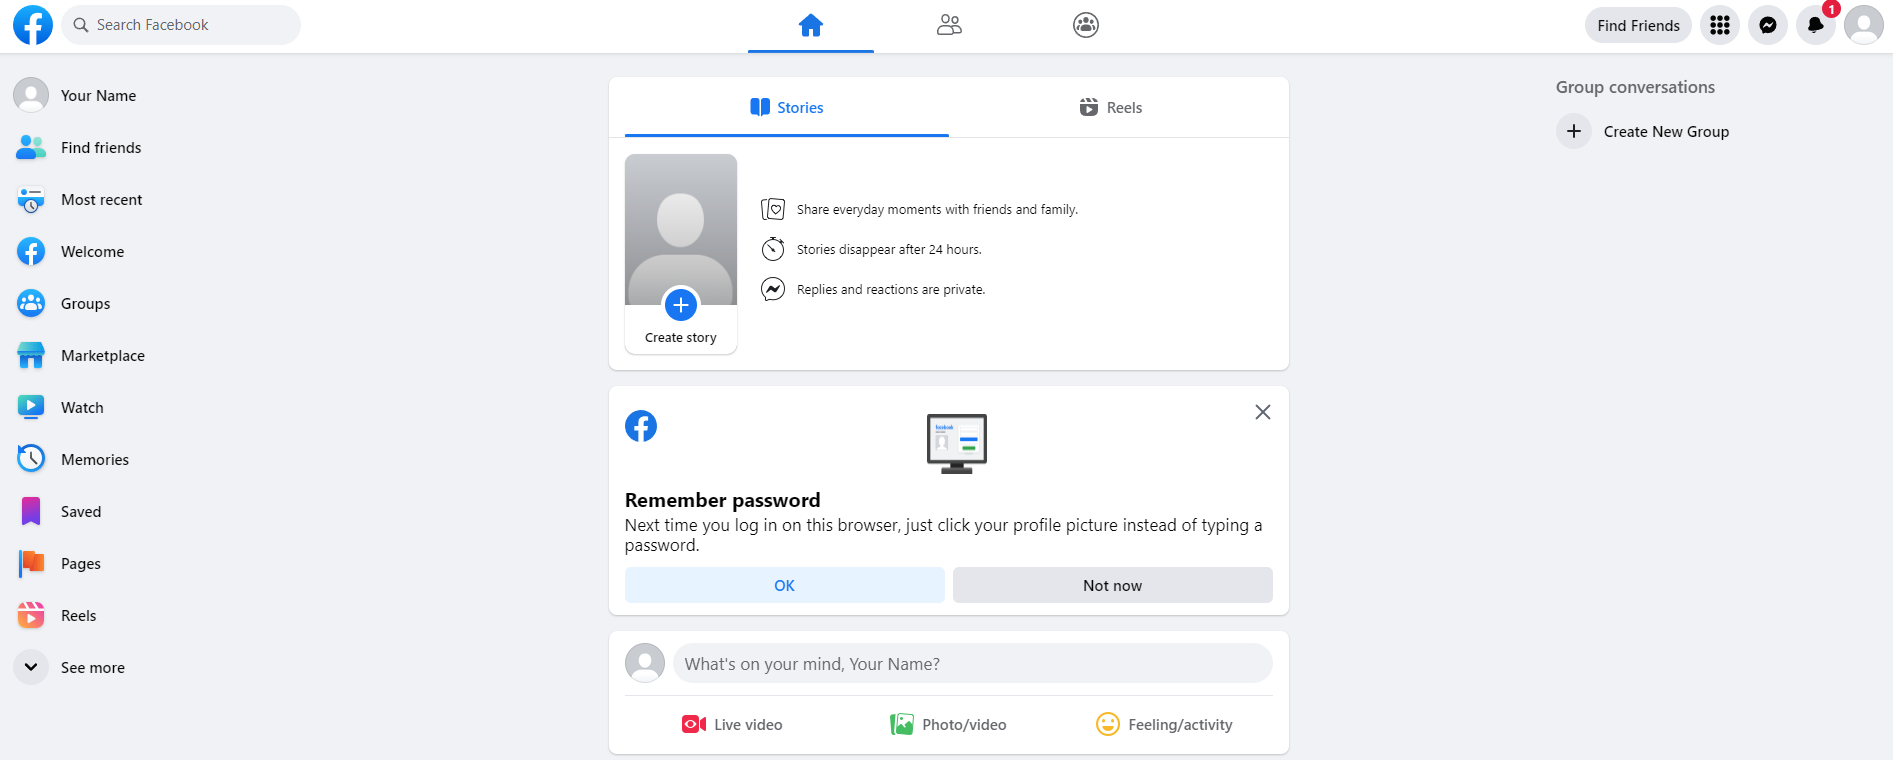 Search Facebook
Find Friends
1
Your Name
Find friends
Most recent
Welcome
Groups
Marketplace
Watch
Memories
Saved
Pages
Reels
See more
Stories
Reels
Share everyday moments with friends and family.
Stories disappear after 24 hours.
Replies and reactions are private.
Create story
facebook
Remember password
Next time you log in on this browser, just click your profile picture instead of typing a
password.
OK
Not now
What's on your mind, Your Name?
Live video
Photo/video
Feeling/activity
Group conversations
Create New Group